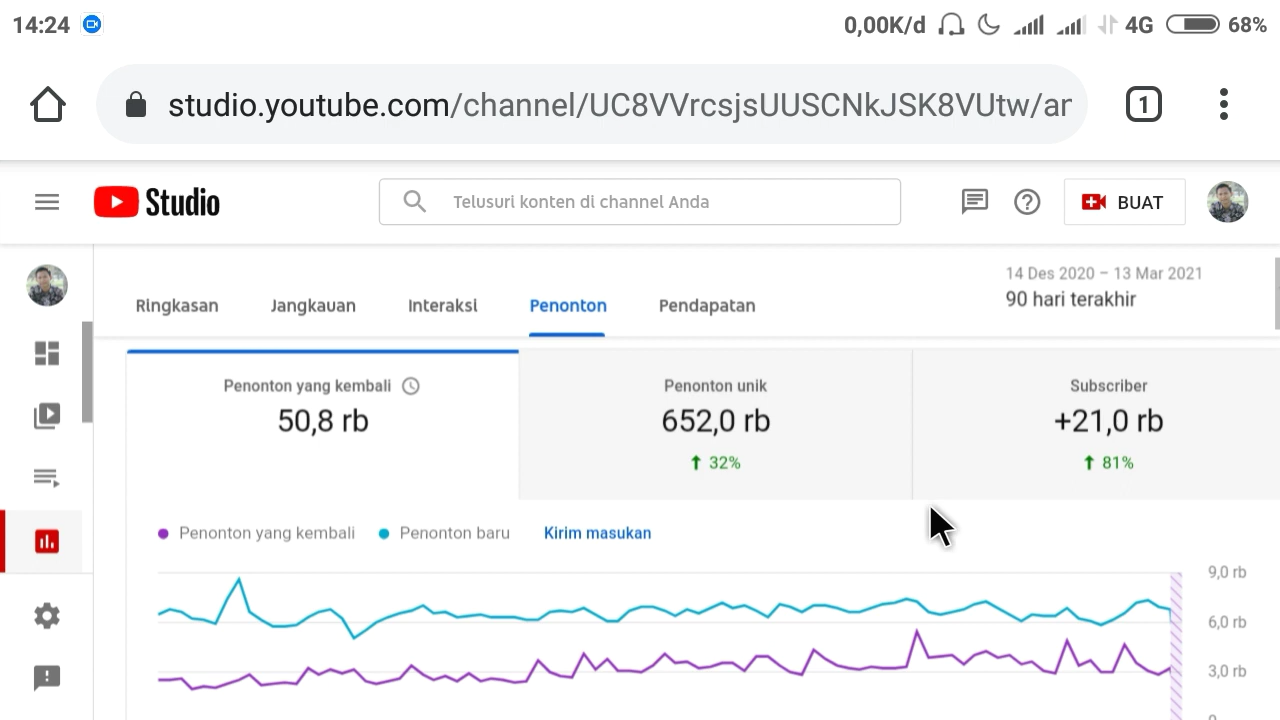 14:24 0,00K/d 4G 68%
studio.youtube.com/channel/UC8VVrcsjsUUSCNkJSK8VUtw/ar 1
Studio Telusuri konten di channel Anda BUAT
14 Des 2020 – 13 Mar 2021
Ringkasan Jangkauan Interaksi Penonton Pendapatan 90 hari terakhir
Penonton yang kembali Penonton unik Subscriber
50,8 rb 652,0 rb +21,0 rb
32% 81%
Penonton yang kembali Penonton baru Kirim masukan
9,0 rb
6,0 rb
3,0 rb